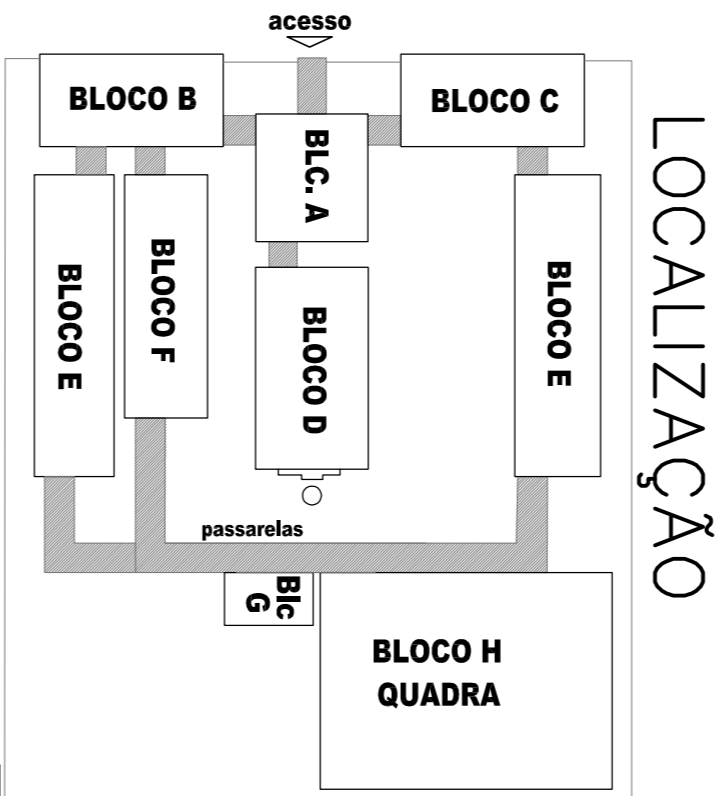 acesso
BLOCO B
BLOCO C
BLC. A
BLOCO E
BLOCO F
BLOCO D
BLOCO E
passarelas
Blc
G
BLOCO H
QUADRA
LOCALIZAÇÃO